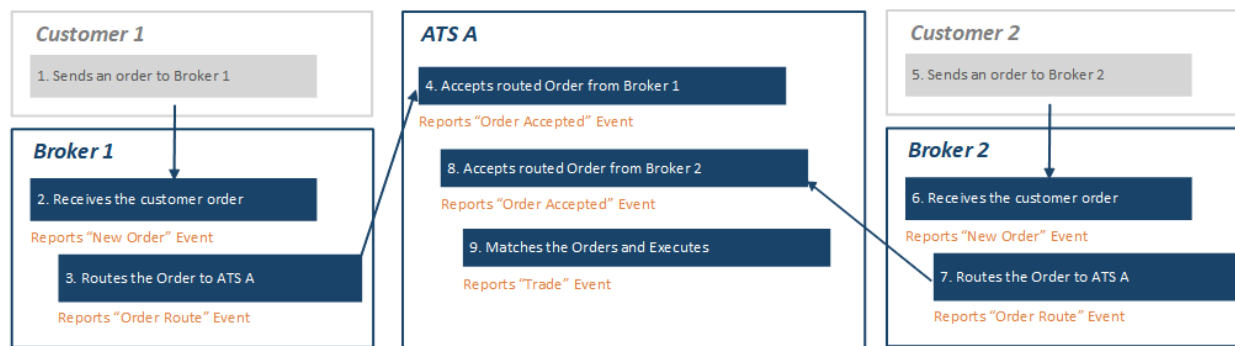 Customer 1
1. Sends an order to Broker 1
Broker 1
2. Receives the customer order
Reports “New Order” Event
3. Routes the Order to ATS A
Reports “Order Route” Event
ATS A
4. Accepts routed Order from Broker 1
Reports “Order Accepted” Event
8. Accepts routed Order from Broker 2
Reports “Order Accepted” Event
9. Matches the Orders and Executes
Reports “Trade” Event
Customer 2
5. Sends an order to Broker 2
Broker 2
6. Receives the customer order
Reports “New Order” Event
7. Routes the Order to ATS A
Reports “Order Route” Event